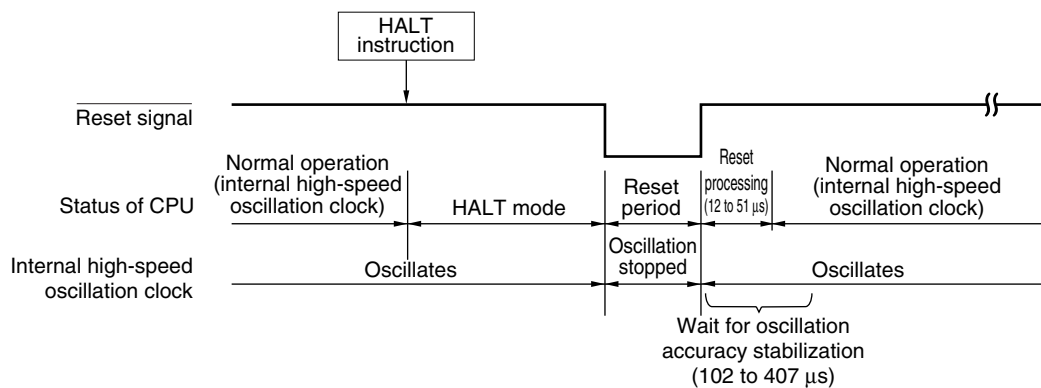 HALT
instruction
Reset signal
Status of CPU
Normal operation
(internal high-speed
oscillation clock)
HALT mode
Reset
period
Reset
processing
(12 to 51 μs)
Normal operation
(internal high-speed
oscillation clock)
Internal high-speed
oscillation clock
Oscillates
Oscillation
stopped
Oscillates
Wait for oscillation
accuracy stabilization
(102 to 407 μs)